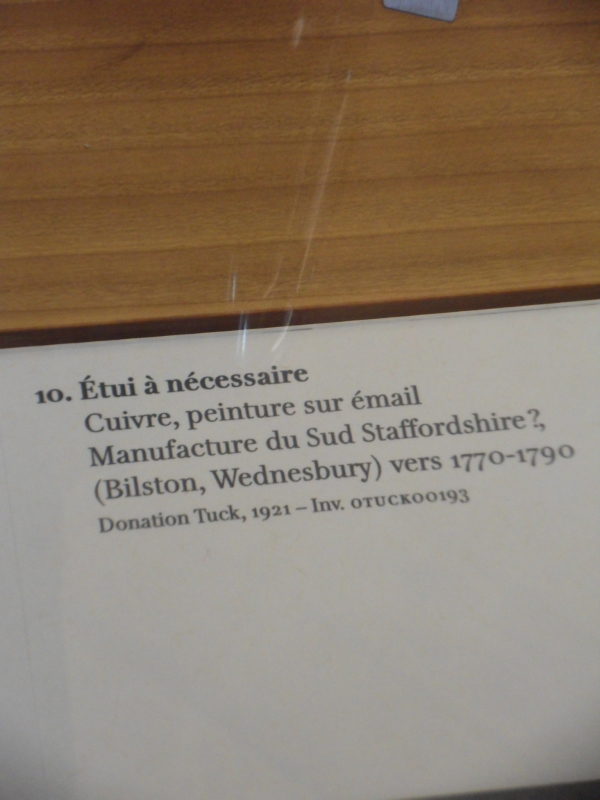 10. Étui à nécessaire
Cuivre, peinture sur émail
Manufacture du Sud Staffordshire?,
(Bilston, Wednesbury) vers 1770-1790
Donation Tuck, 1921 – Inv. OTUCK00193